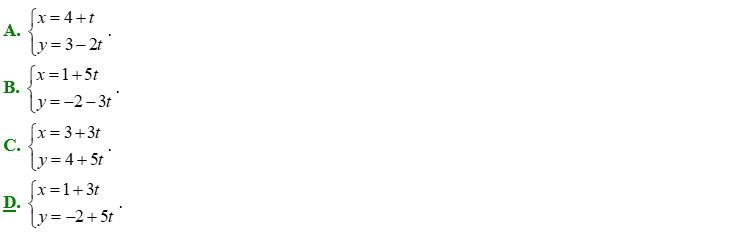 A. { x = 4 + t
y = 3 − 2t .
B. { x = 1 + 5t
y = −2 − 3t .
C. { x = 3 + 3t
y = 4 + 5t .
D. { x = 1 + 3t
y = −2 + 5t .